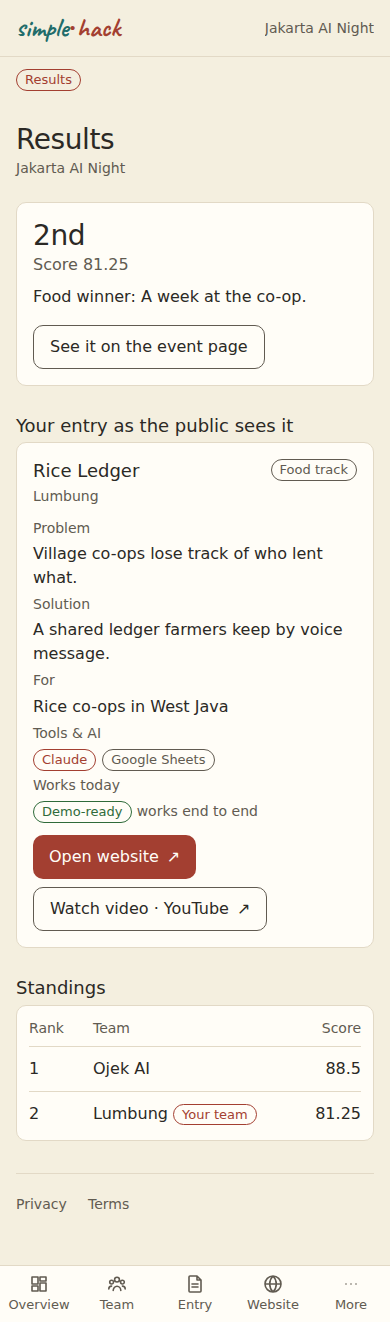 simple·hack
Jakarta AI Night
Results
Results
Jakarta AI Night
2nd
Score 81.25
Food winner: A week at the co-op.
See it on the event page
Your entry as the public sees it
Rice Ledger Food track
Lumbung
Problem
Village co-ops lose track of who lent
what.
Solution
A shared ledger farmers keep by voice
message.
For
Rice co-ops in West Java
Tools & AI
Claude Google Sheets
Works today
Demo-ready works end to end
Open website ↗
Watch video · YouTube ↗
Standings
Rank Team Score
1 Ojek AI 88.5
2 Lumbung Your team 81.25
Privacy Terms
Overview Team Entry Website More